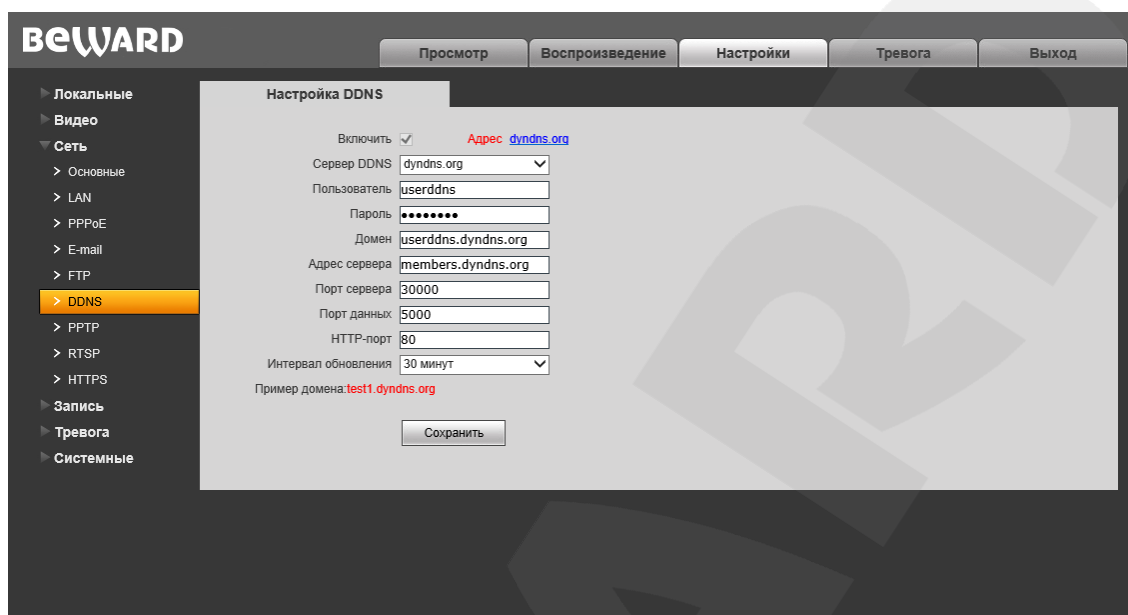 BEWARD
Просмотр Воспроизведение Настройки Тревога Выход
Локальные
Видео
Сеть
> Основные
> LAN
> PPPoE
> E-mail
> FTP
> DDNS
> PPTP
> RTSP
> HTTPS
Запись
Тревога
Системные
Настройка DDNS
Включить Адрес dyndns.org
Сервер DDNS dyndns.org
Пользователь userddns
Пароль ●●●●●●●●
Домен userddns.dyndns.org
Адрес сервера members.dyndns.org
Порт сервера 30000
Порт данных 5000
HTTP-порт 80
Интервал обновления 30 минут
Пример домена:test1.dyndns.org
Сохранить